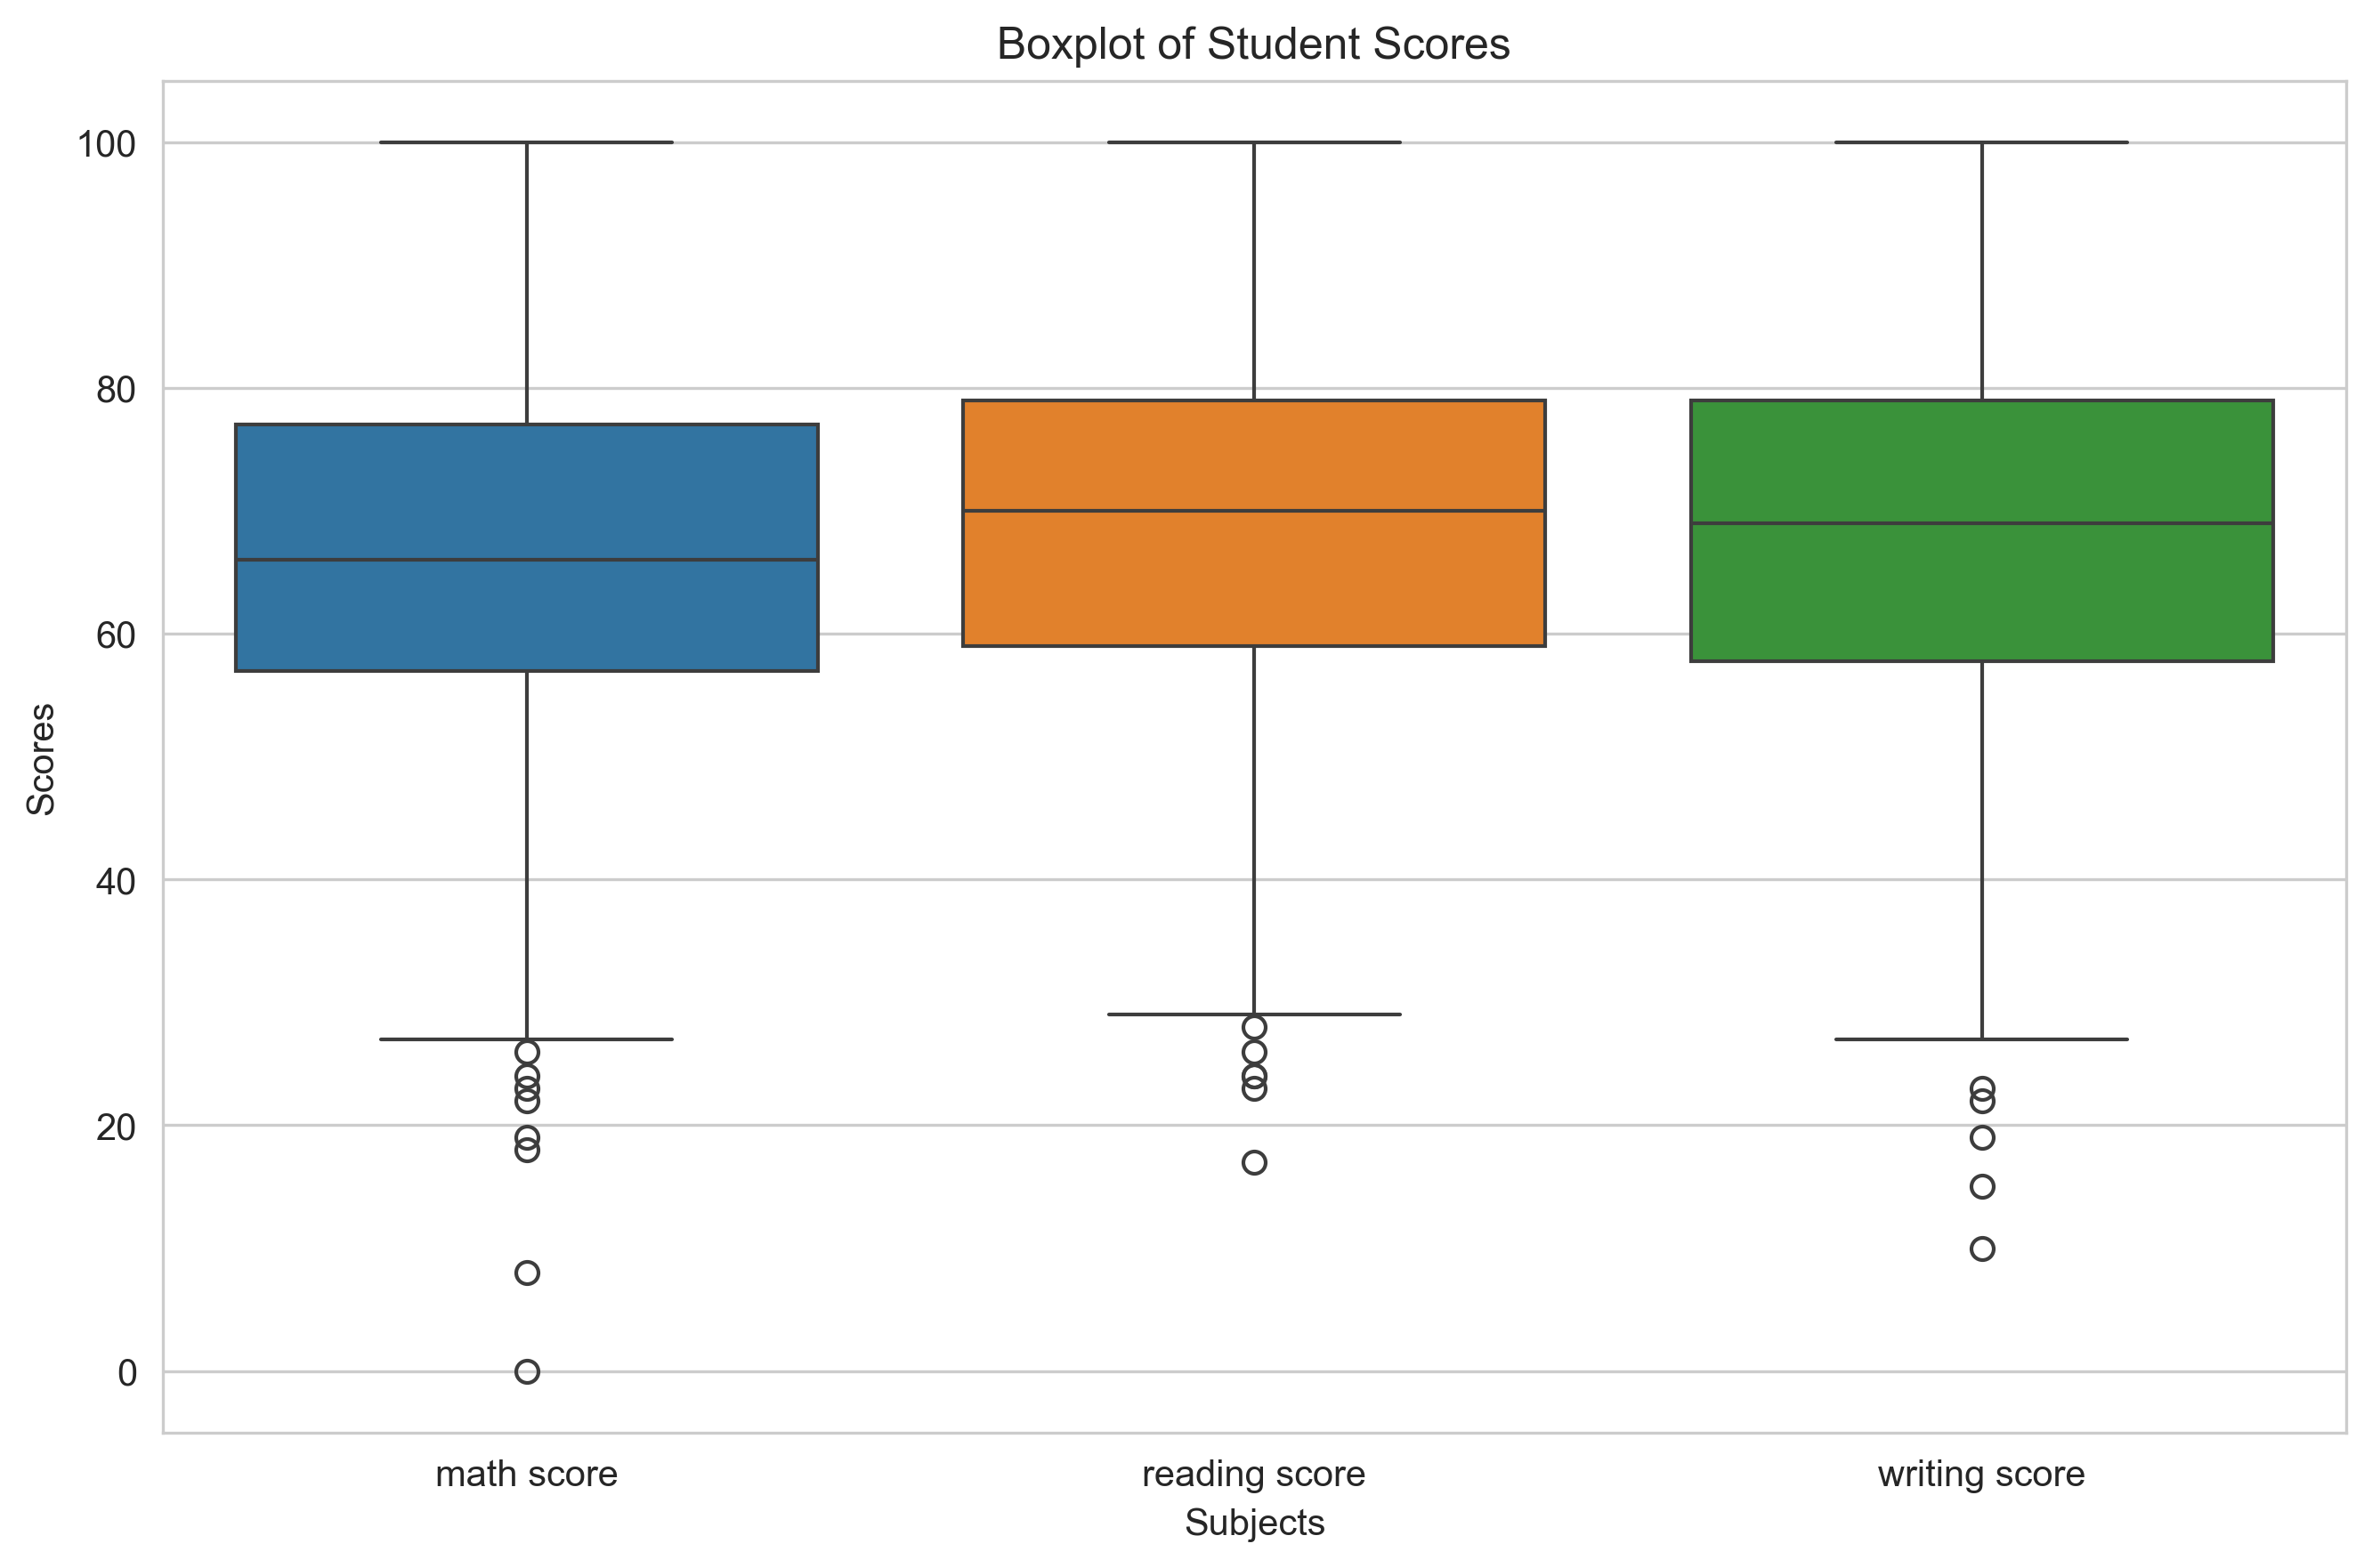 Boxplot of Student Scores
100
80
60
40
20
0
Scores
math score
reading score
writing score
Subjects